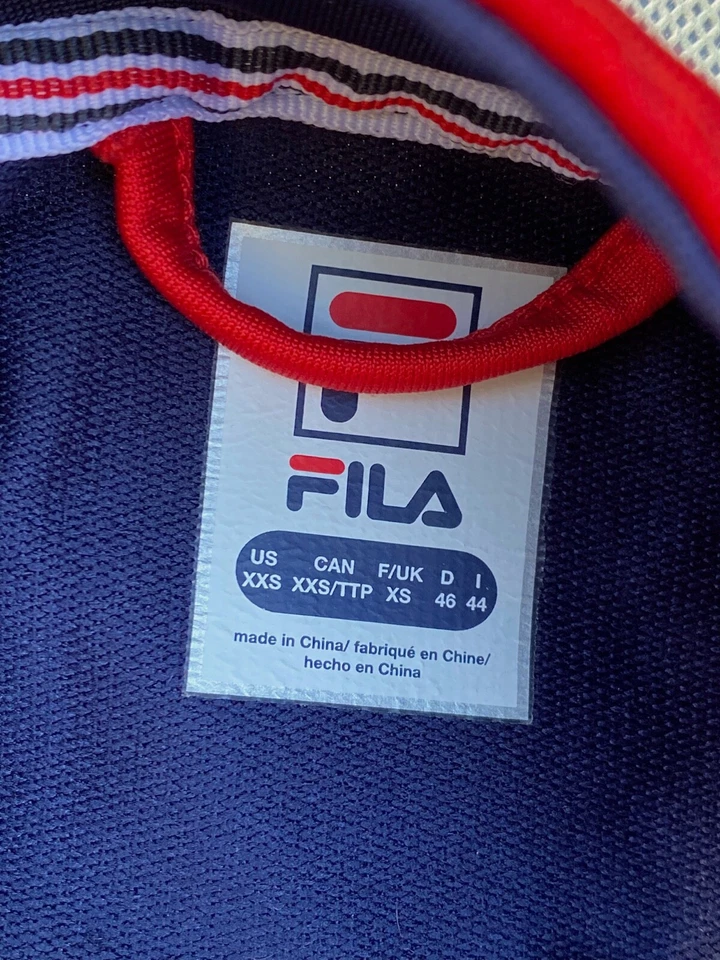 FILA
US CAN F/UK D I
XXS XXS/TTP XS 46 44
made in China/ fabriqué en Chine/
hecho en China